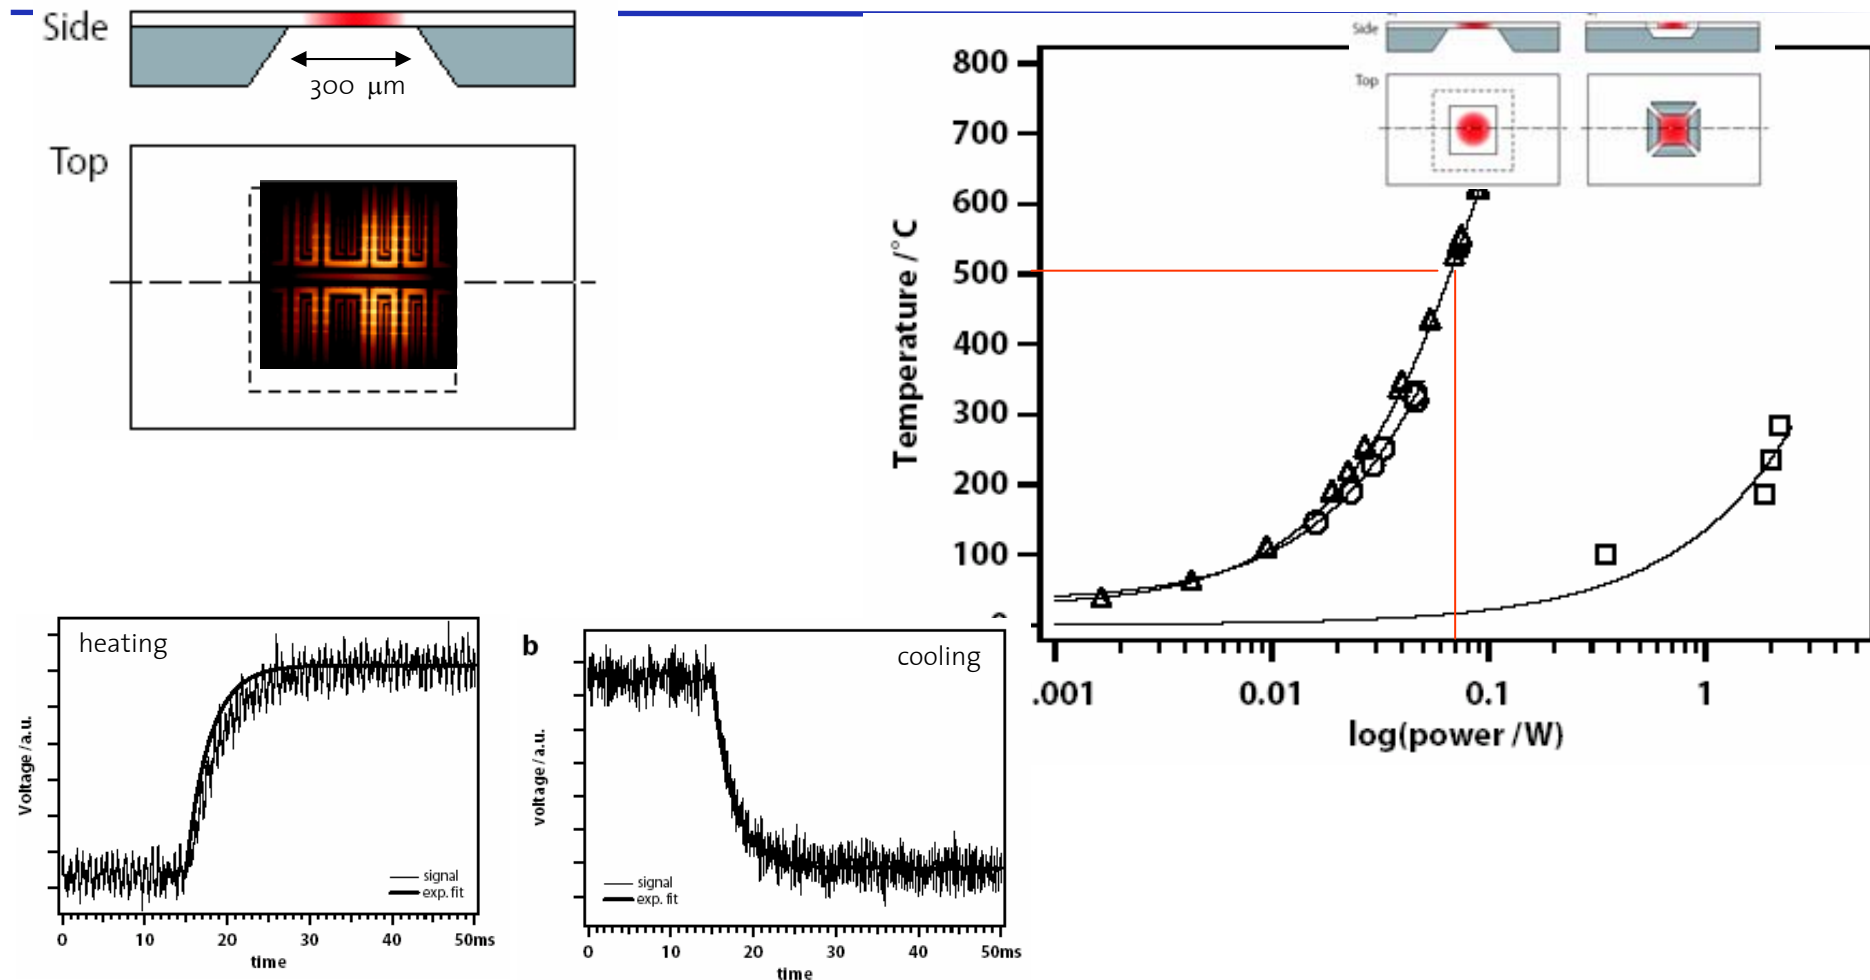 Side
300 μm
Top
Side
Top
800
700
600
500
400
300
200
100
Temperature /°C
.001
0.01
0.1
1
log(power /W)
heating
Voltage /a.u.
signal
exp. fit
0
10
20
30
40
50ms
time
b
cooling
voltage / a.u.
signal
exp. fit
0
10
20
30
40
50ms
time